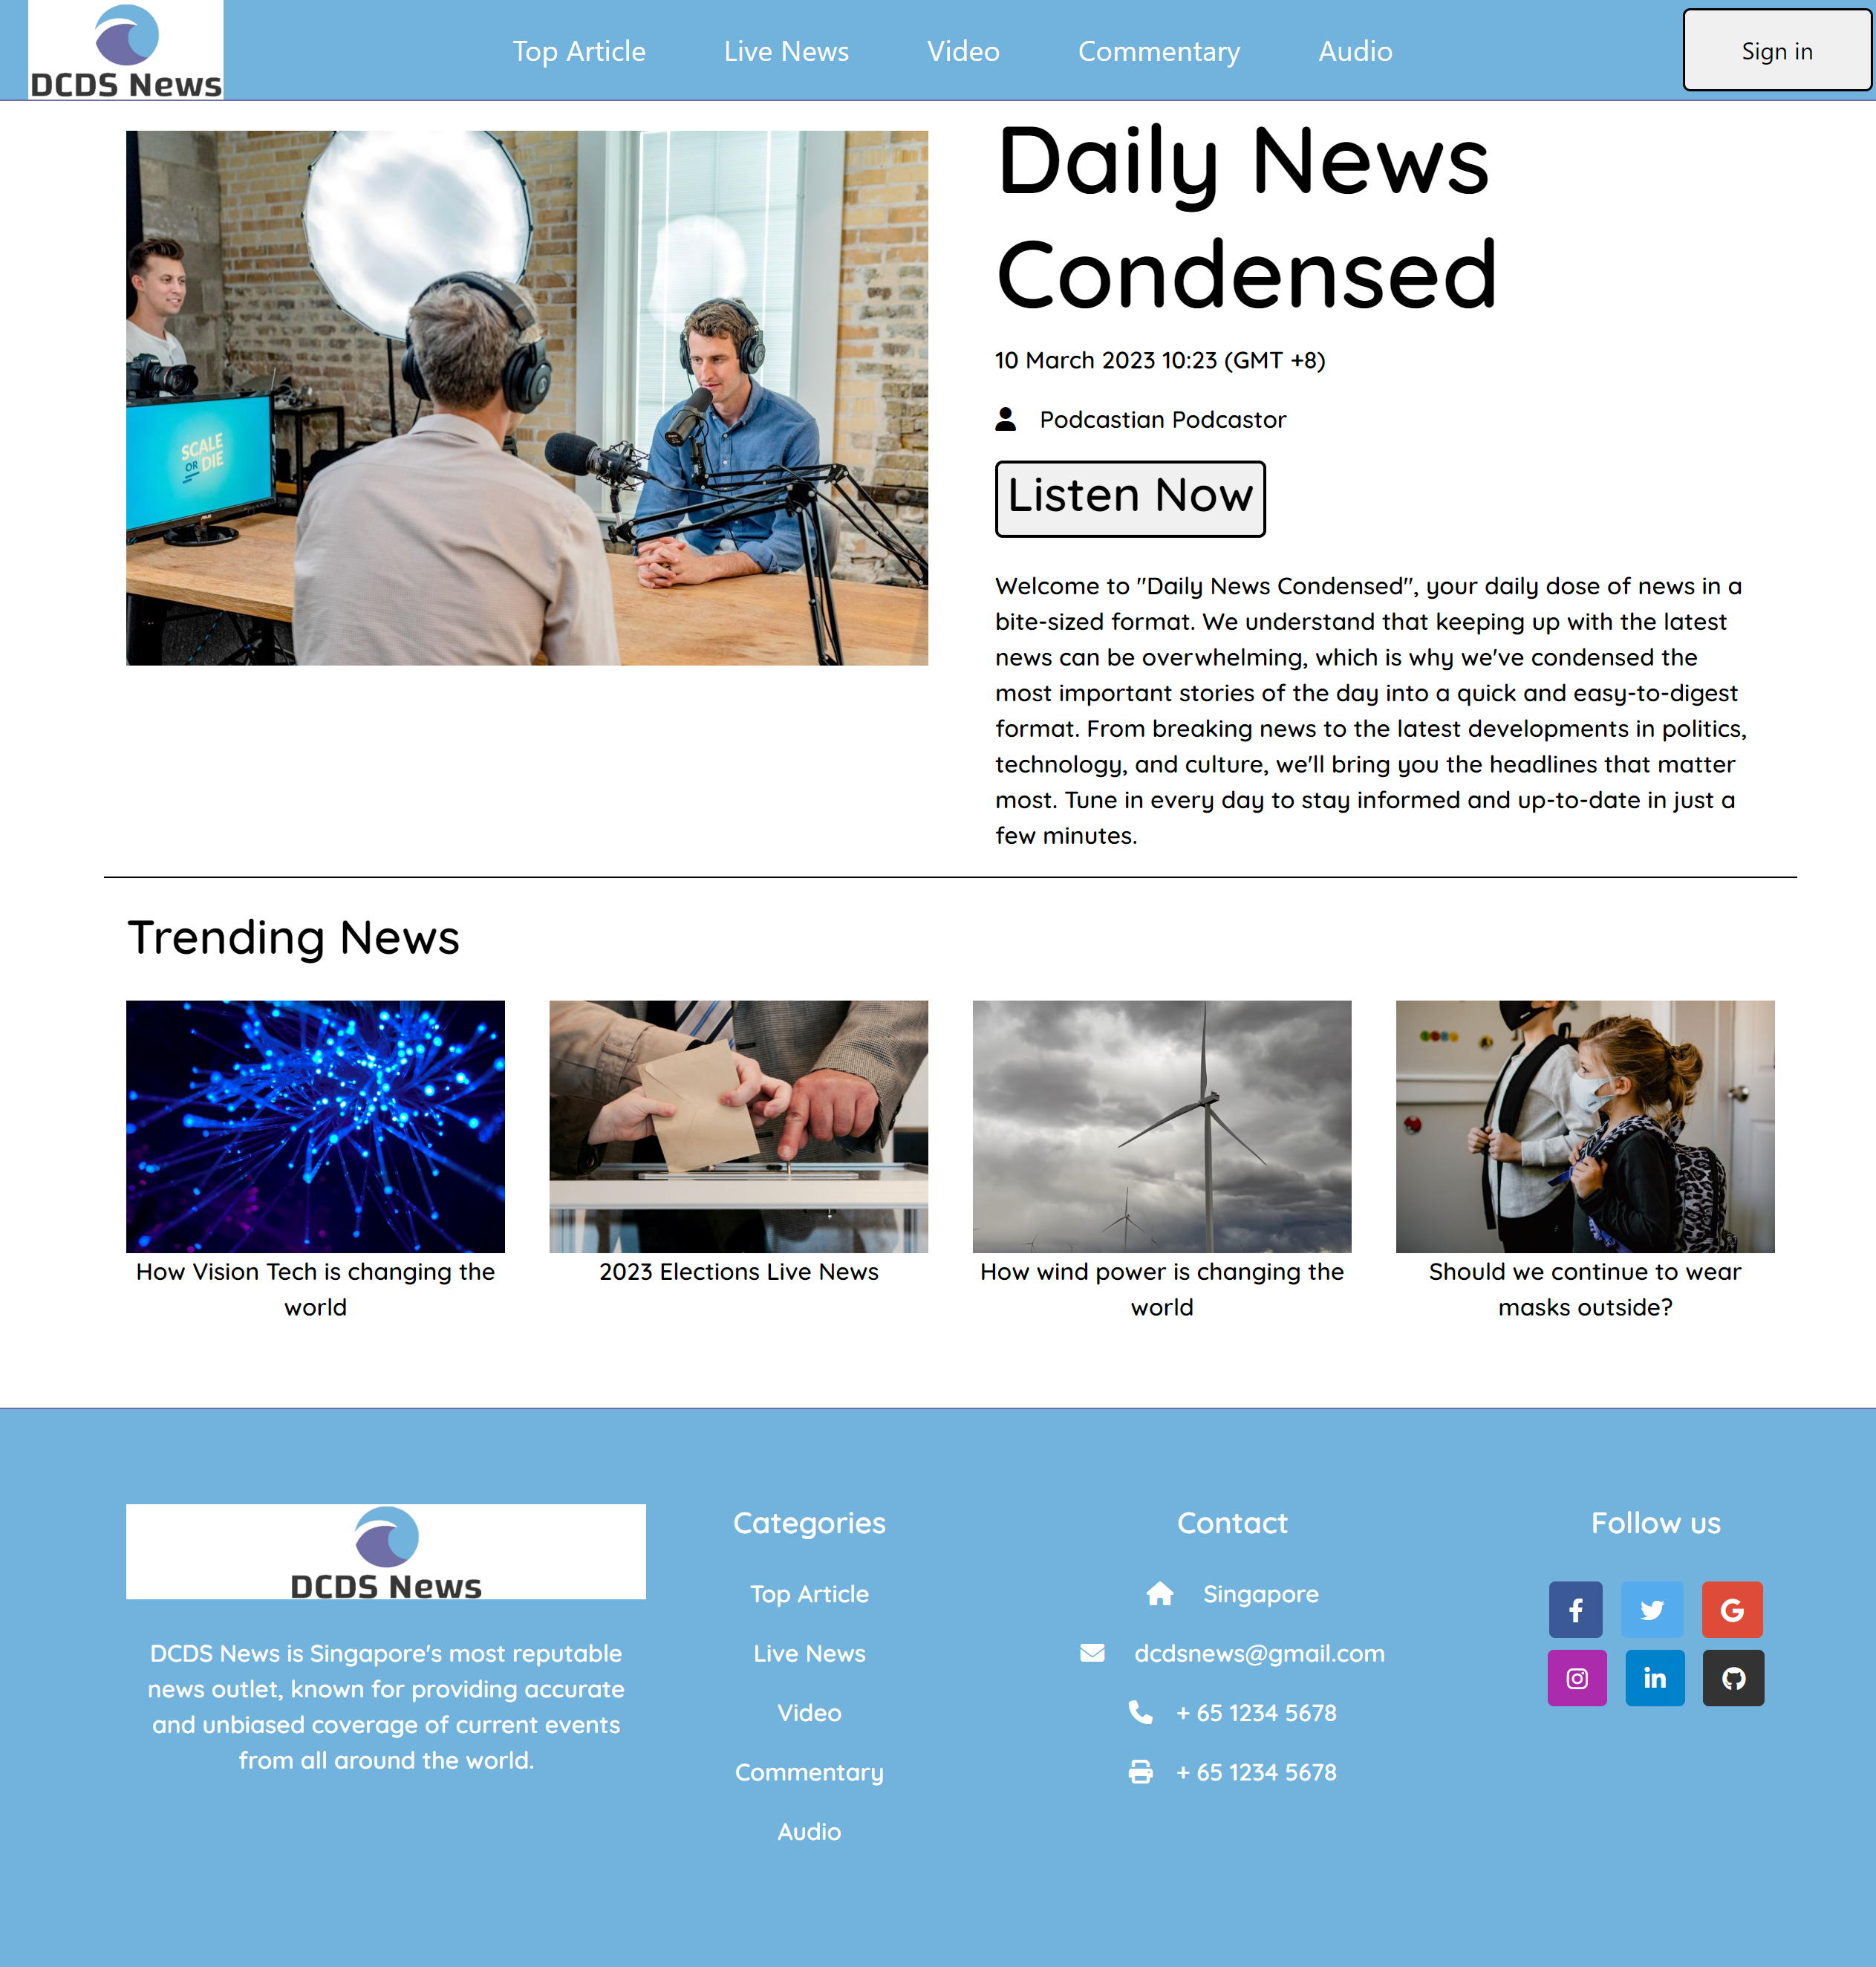 DCDS News
Top Article
Live News
Video
Commentary
Audio
Sign in
SCALE
OR DIE
Daily News
Condensed
10 March 2023 10:23 (GMT +8)
Podcastian Podcastor
Listen Now
Welcome to "Daily News Condensed", your daily dose of news in a
bite-sized format. We understand that keeping up with the latest
news can be overwhelming, which is why we've condensed the
most important stories of the day into a quick and easy-to-digest
format. From breaking news to the latest developments in politics,
technology, and culture, we'll bring you the headlines that matter
most. Tune in every day to stay informed and up-to-date in just a
few minutes.
Trending News
How Vision Tech is changing the
world
2023 Elections Live News
How wind power is changing the
world
Should we continue to wear
masks outside?
DCDS News
DCDS News is Singapore's most reputable
news outlet, known for providing accurate
and unbiased coverage of current events
from all around the world.
Categories
Top Article
Live News
Video
Commentary
Audio
Contact
Singapore
dcdsnews@gmail.com
+ 65 1234 5678
+ 65 1234 5678
Follow us